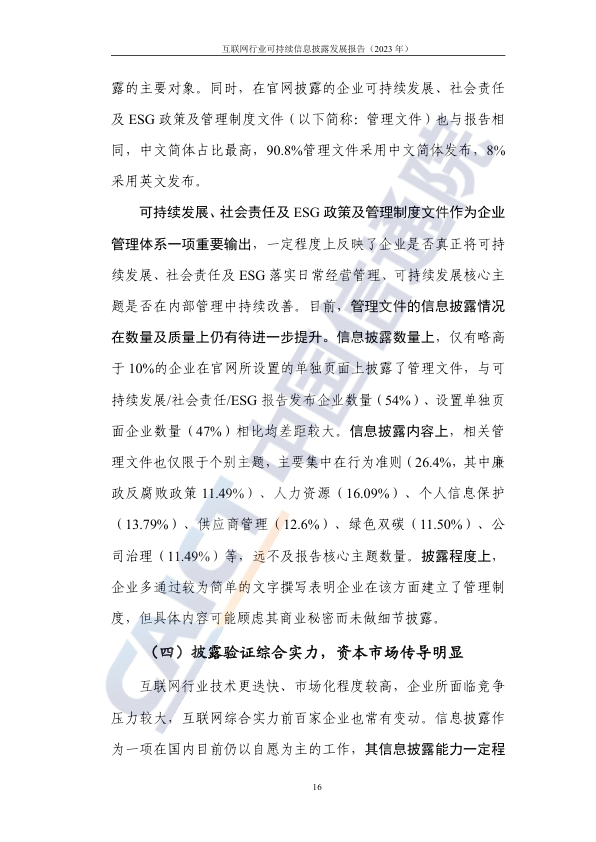 互联网行业可持续信息披露发展报告（2023 年）
露的主要对象。同时，在官网披露的企业可持续发展、社会责任
及 ESG 政策及管理制度文件（以下简称：管理文件）也与报告相
同，中文简体占比最高，90.8%管理文件采用中文简体发布，8%
采用英文发布。
可持续发展、社会责任及 ESG 政策及管理制度文件作为企业
管理体系一项重要输出，一定程度上反映了企业是否真正将可持
续发展、社会责任及 ESG 落实日常经营管理、可持续发展核心主
题是否在内部管理中持续改善。目前，管理文件的信息披露情况
在数量及质量上仍有待进一步提升。信息披露数量上，仅有略高
于 10%的企业在官网所设置的单独页面上披露了管理文件，与可
持续发展/社会责任/ESG 报告发布企业数量（54%）、设置单独页
面企业数量（47%）相比均差距较大。信息披露内容上，相关管
理文件也仅限于个别主题，主要集中在行为准则（26.4%，其中廉
政反腐败政策 11.49%）、人力资源（16.09%）、个人信息保护
（13.79%）、供应商管理（12.6%）、绿色双碳（11.50%）、公
司治理（11.49%）等，远不及报告核心主题数量。披露程度上，
企业多通过较为简单的文字撰写表明企业在该方面建立了管理制
度，但具体内容可能顾虑其商业秘密而未做细节披露。
（四）披露验证综合实力，资本市场传导明显
互联网行业技术更迭快、市场化程度较高，企业所面临竞争
压力较大，互联网综合实力前百家企业也常有变动。信息披露作
为一项在国内目前仍以自愿为主的工作，其信息披露能力一定程
16
CAICT 中国信通院